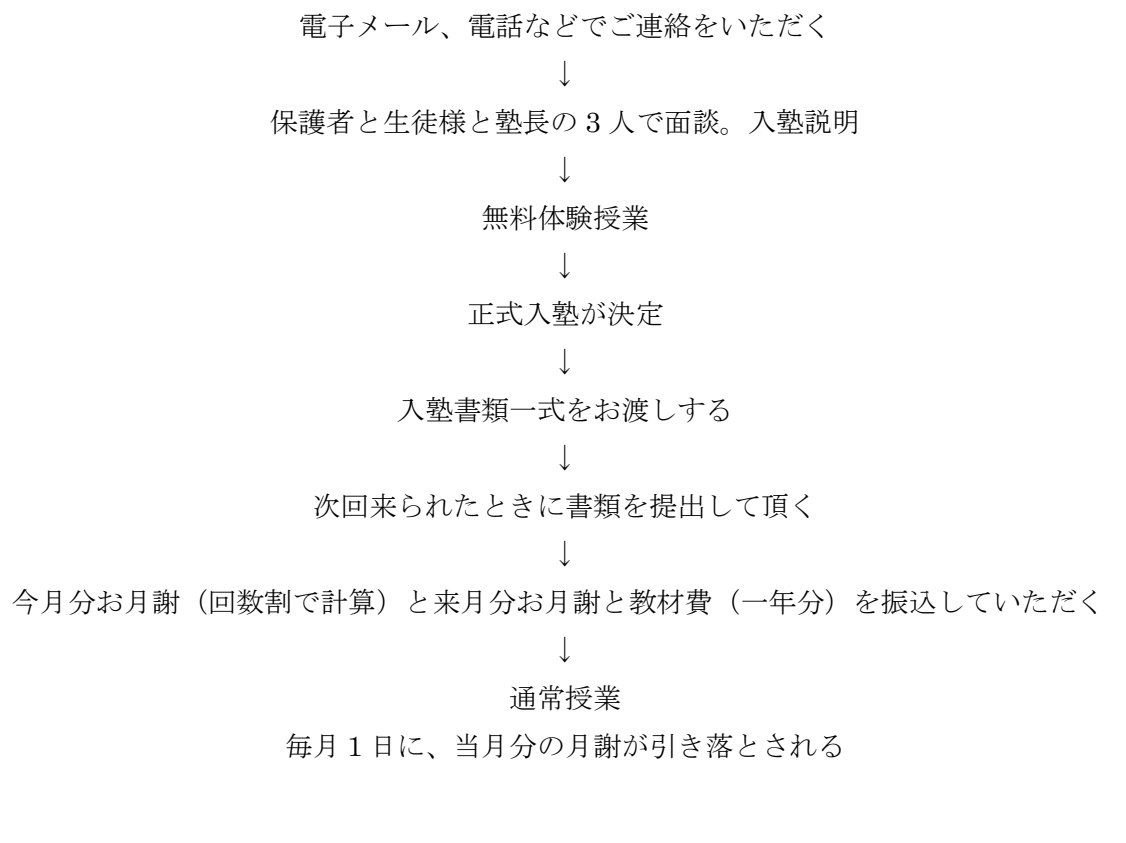 電子メール、電話などでご連絡をいただく
↓
保護者と生徒様と塾長の 3 人で面談。入塾説明
↓
無料体験授業
↓
正式入塾が決定
↓
入塾書類一式をお渡しする
↓
次回来られたときに書類を提出して頂く
↓
今月分お月謝（回数割で計算）と来月分お月謝と教材費（一年分）を振込していただく
↓
通常授業
毎月 1 日に、当月分の月謝が引き落とされる